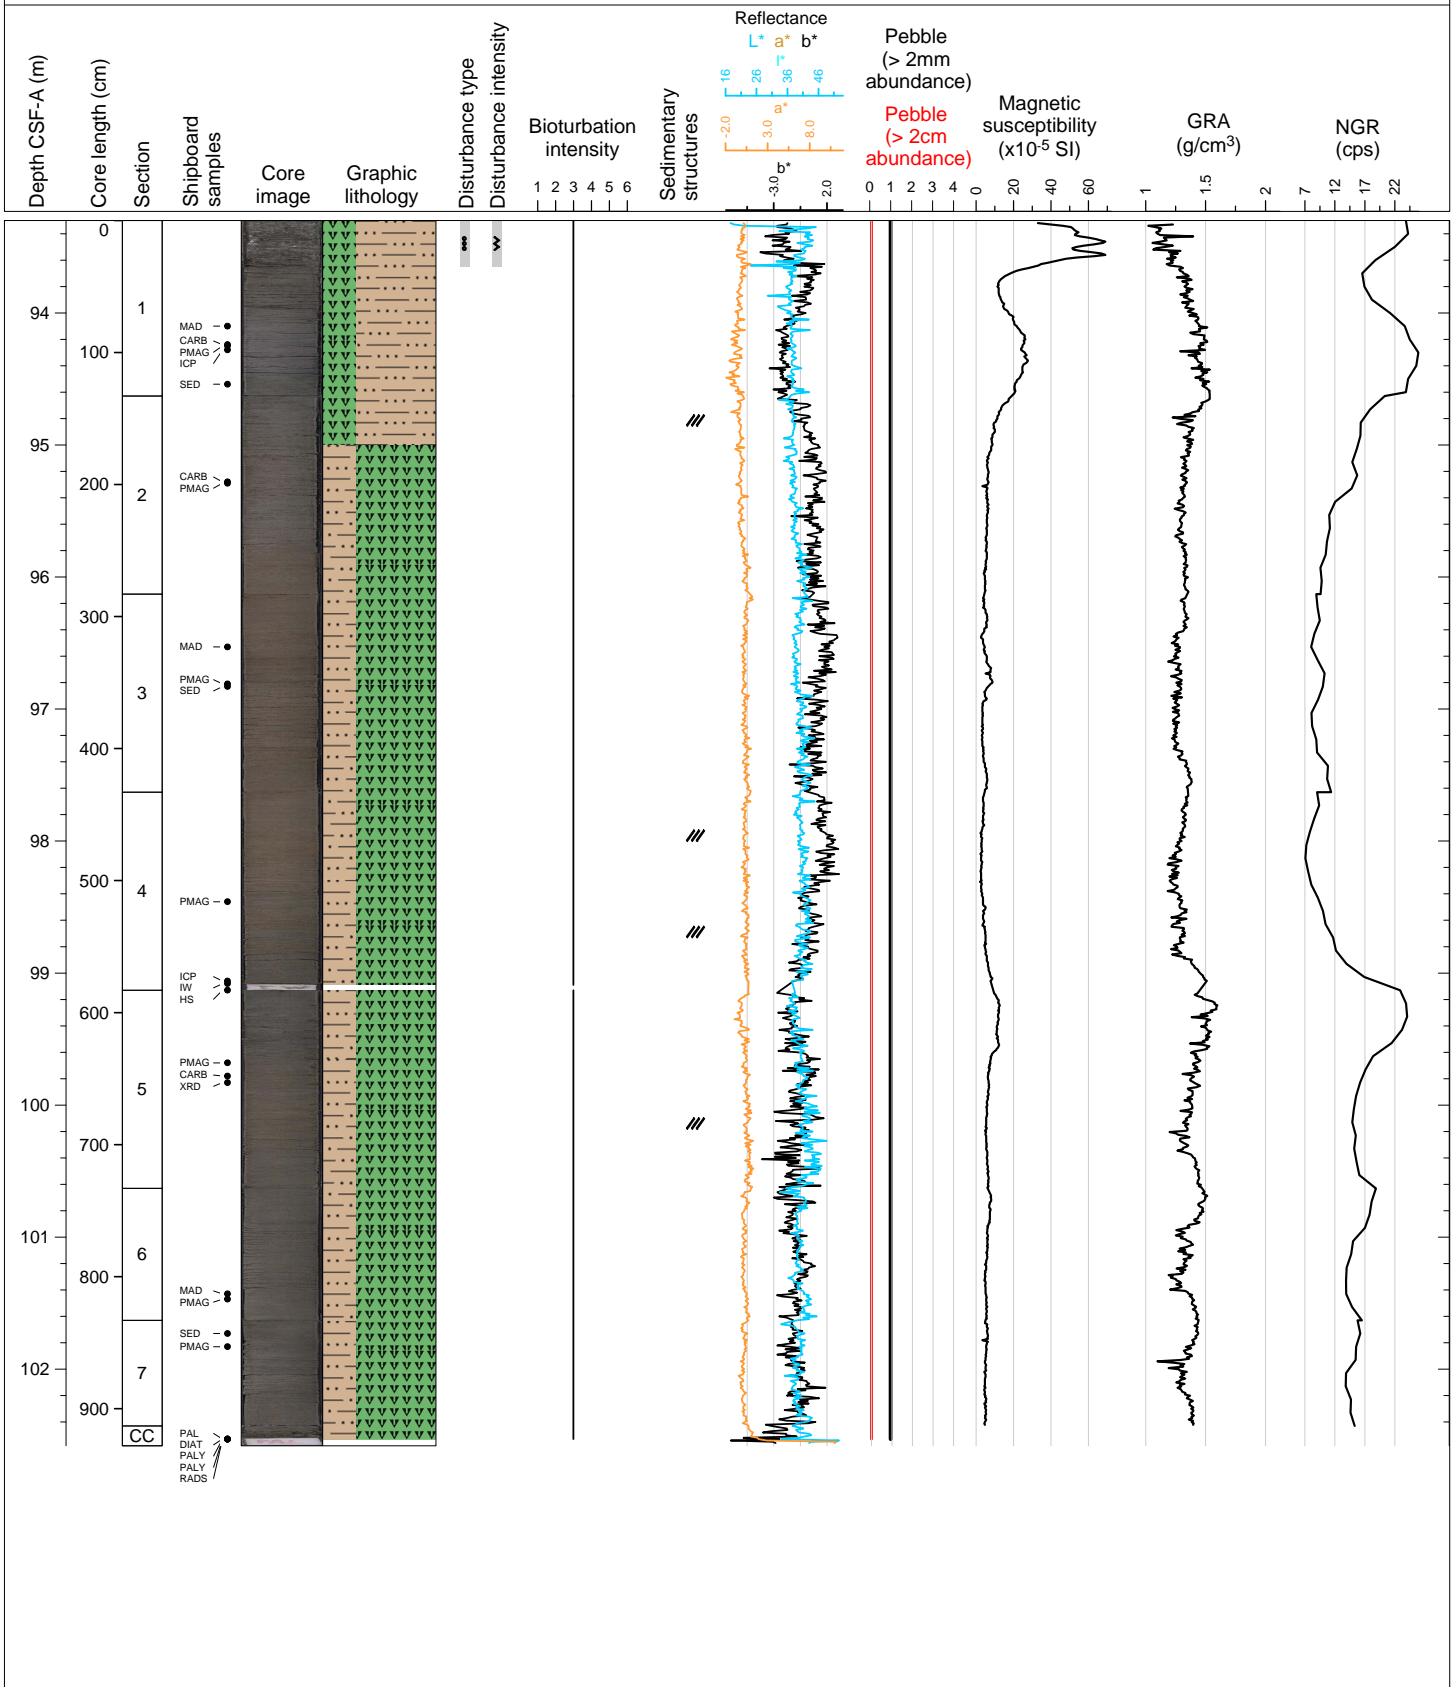 Depth CSF-A (m)
Core length (cm)
Section
Shipboard
samples
Core
image
Graphic
lithology
Disturbance type
Disturbance intensity
Bioturbation
intensity
1 2 3 4 5 6
Sedimentary
structures
Reflectance
L* a* b*
l*
16 26 36 46
a*
-2.0 3.0 8.0
b*
-3.0 2.0
Pebble
(> 2mm
abundance)
Pebble
(> 2cm
abundance)
0 1 2 3 4
Magnetic
susceptibility
(x10-5 SI)
0 20 40 60
GRA
(g/cm3)
1 1.5 2
NGR
(cps)
7 12 17 22
0
1
94
MAD
CARB
PMAG
ICP
100
SED
95
CARB
PMAG
200
2
96
300
MAD
PMAG
SED
3
97
400
98
500
4
PMAG
99
ICP
IW
HS
600
PMAG
CARB
XRD
5
100
700
101
6
800
MAD
PMAG
SED
PMAG
102
7
900
CC
PAL
DIAT
PALY
PALY
RADS